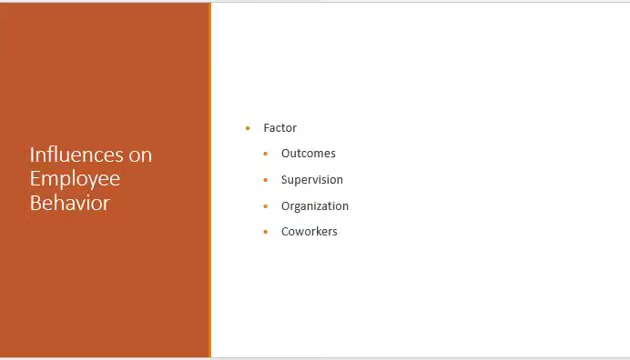 Influences on
Employee
Behavior
Factor
Outcomes
Supervision
Organization
Coworkers